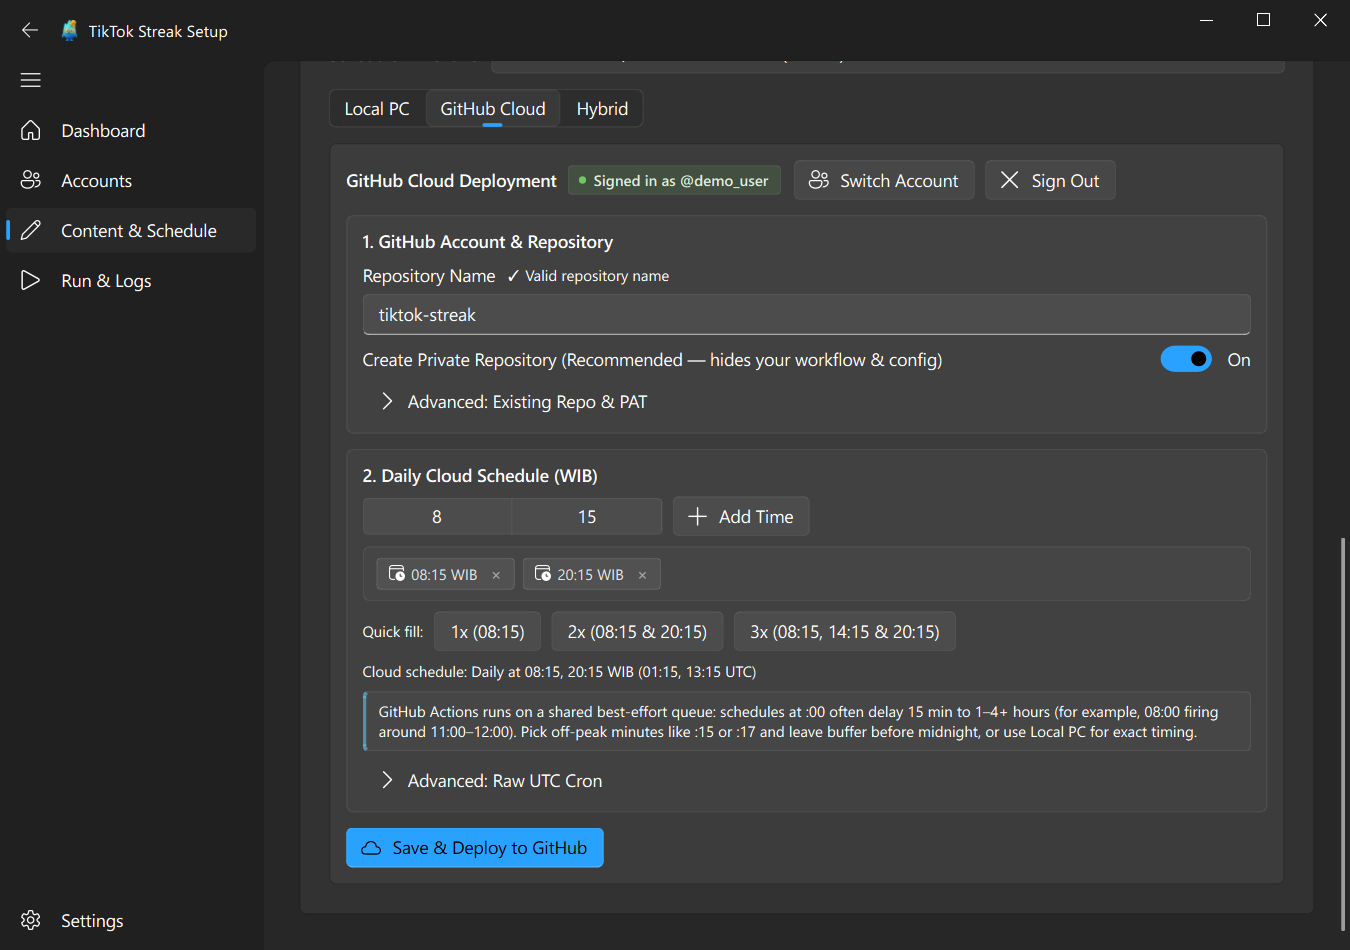 TikTok Streak Setup
Dashboard
Accounts
Content & Schedule
Run & Logs
Settings
Local PC
GitHub Cloud
Hybrid
GitHub Cloud Deployment
Signed in as @demo_user
Switch Account
Sign Out
1. GitHub Account & Repository
Repository Name ✓ Valid repository name
tiktok-streak
Create Private Repository (Recommended — hides your workflow & config)
On
Advanced: Existing Repo & PAT
2. Daily Cloud Schedule (WIB)
8
15
Add Time
08:15 WIB ×
20:15 WIB ×
Quick fill:
1x (08:15)
2x (08:15 & 20:15)
3x (08:15, 14:15 & 20:15)
Cloud schedule: Daily at 08:15, 20:15 WIB (01:15, 13:15 UTC)
GitHub Actions runs on a shared best-effort queue: schedules at :00 often delay 15 min to 1–4+ hours (for example, 08:00 firing
around 11:00–12:00). Pick off-peak minutes like :15 or :17 and leave buffer before midnight, or use Local PC for exact timing.
Advanced: Raw UTC Cron
Save & Deploy to GitHub